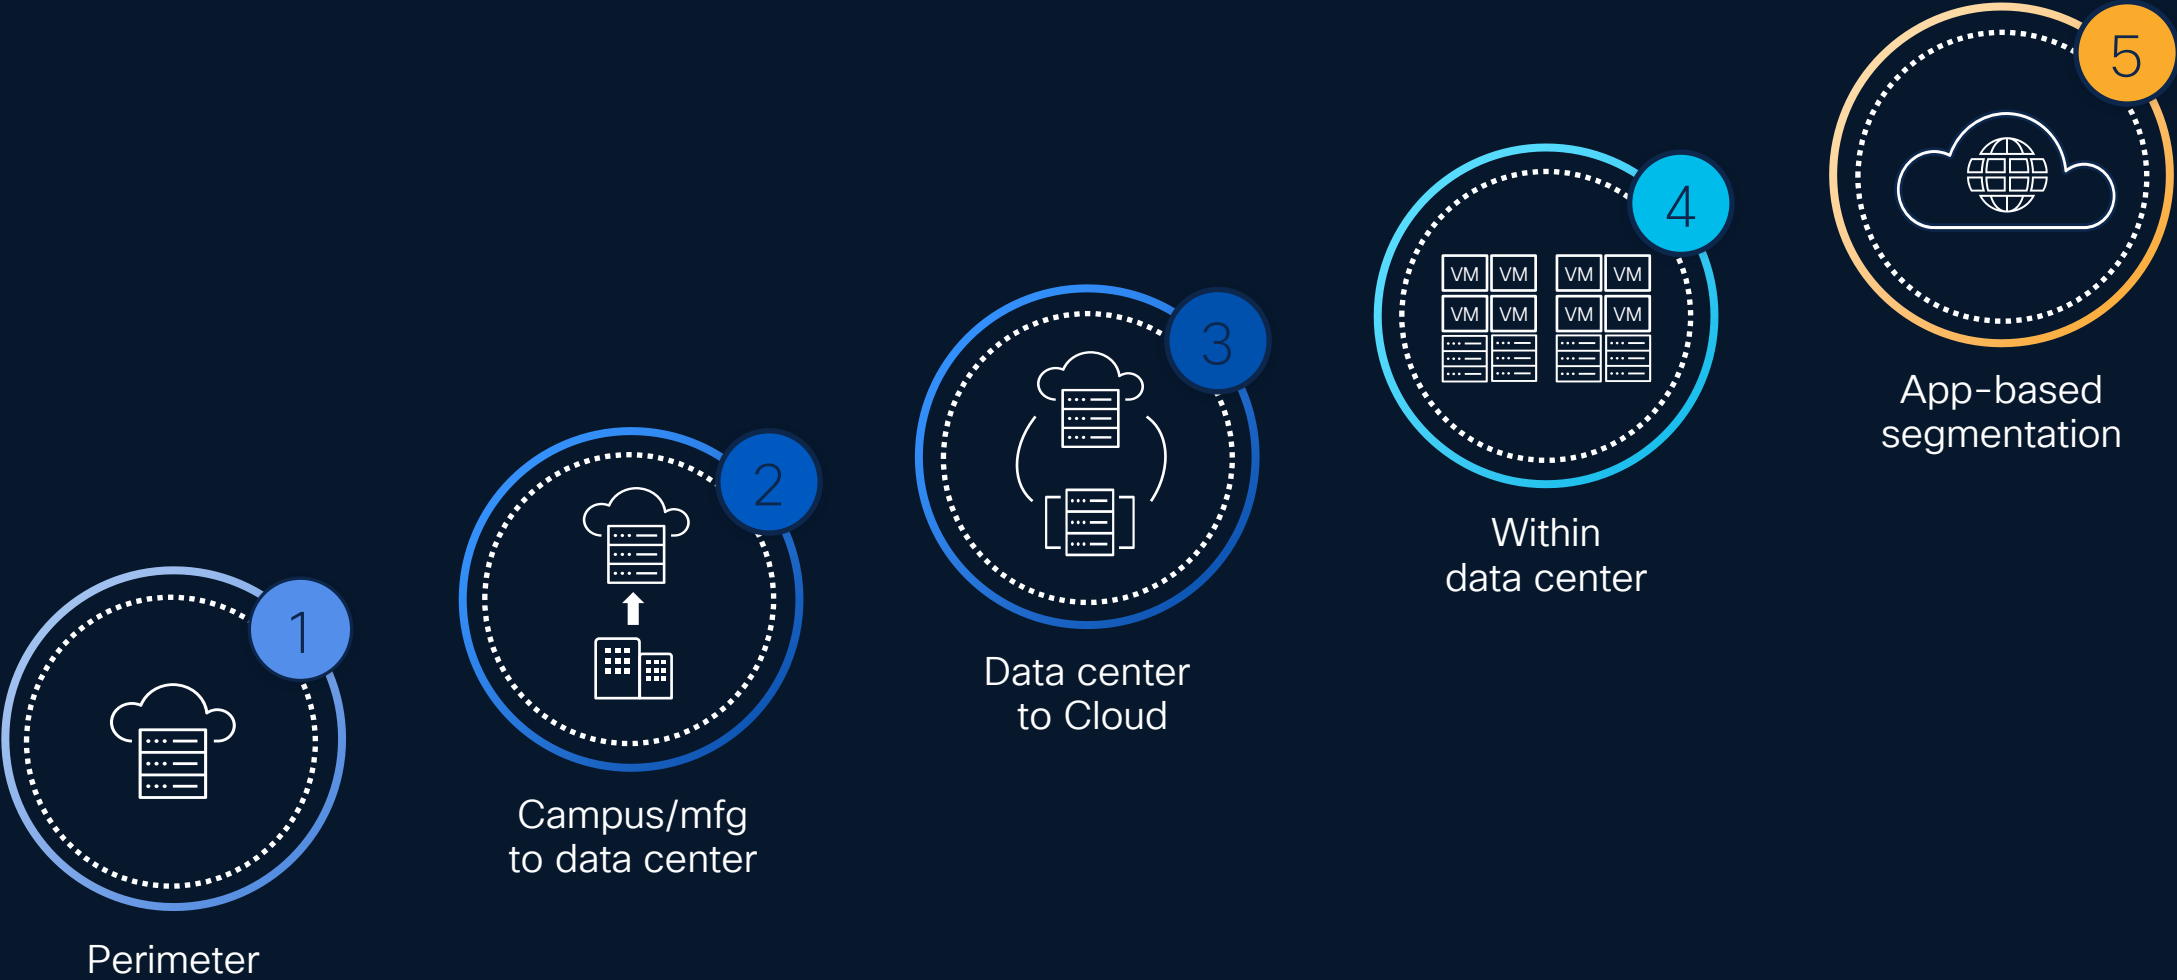 1
Perimeter
2
Campus/mfg
to data center
3
Data center
to Cloud
4
VM VM VM VM
VM VM VM VM
Within
data center
5
App-based
segmentation